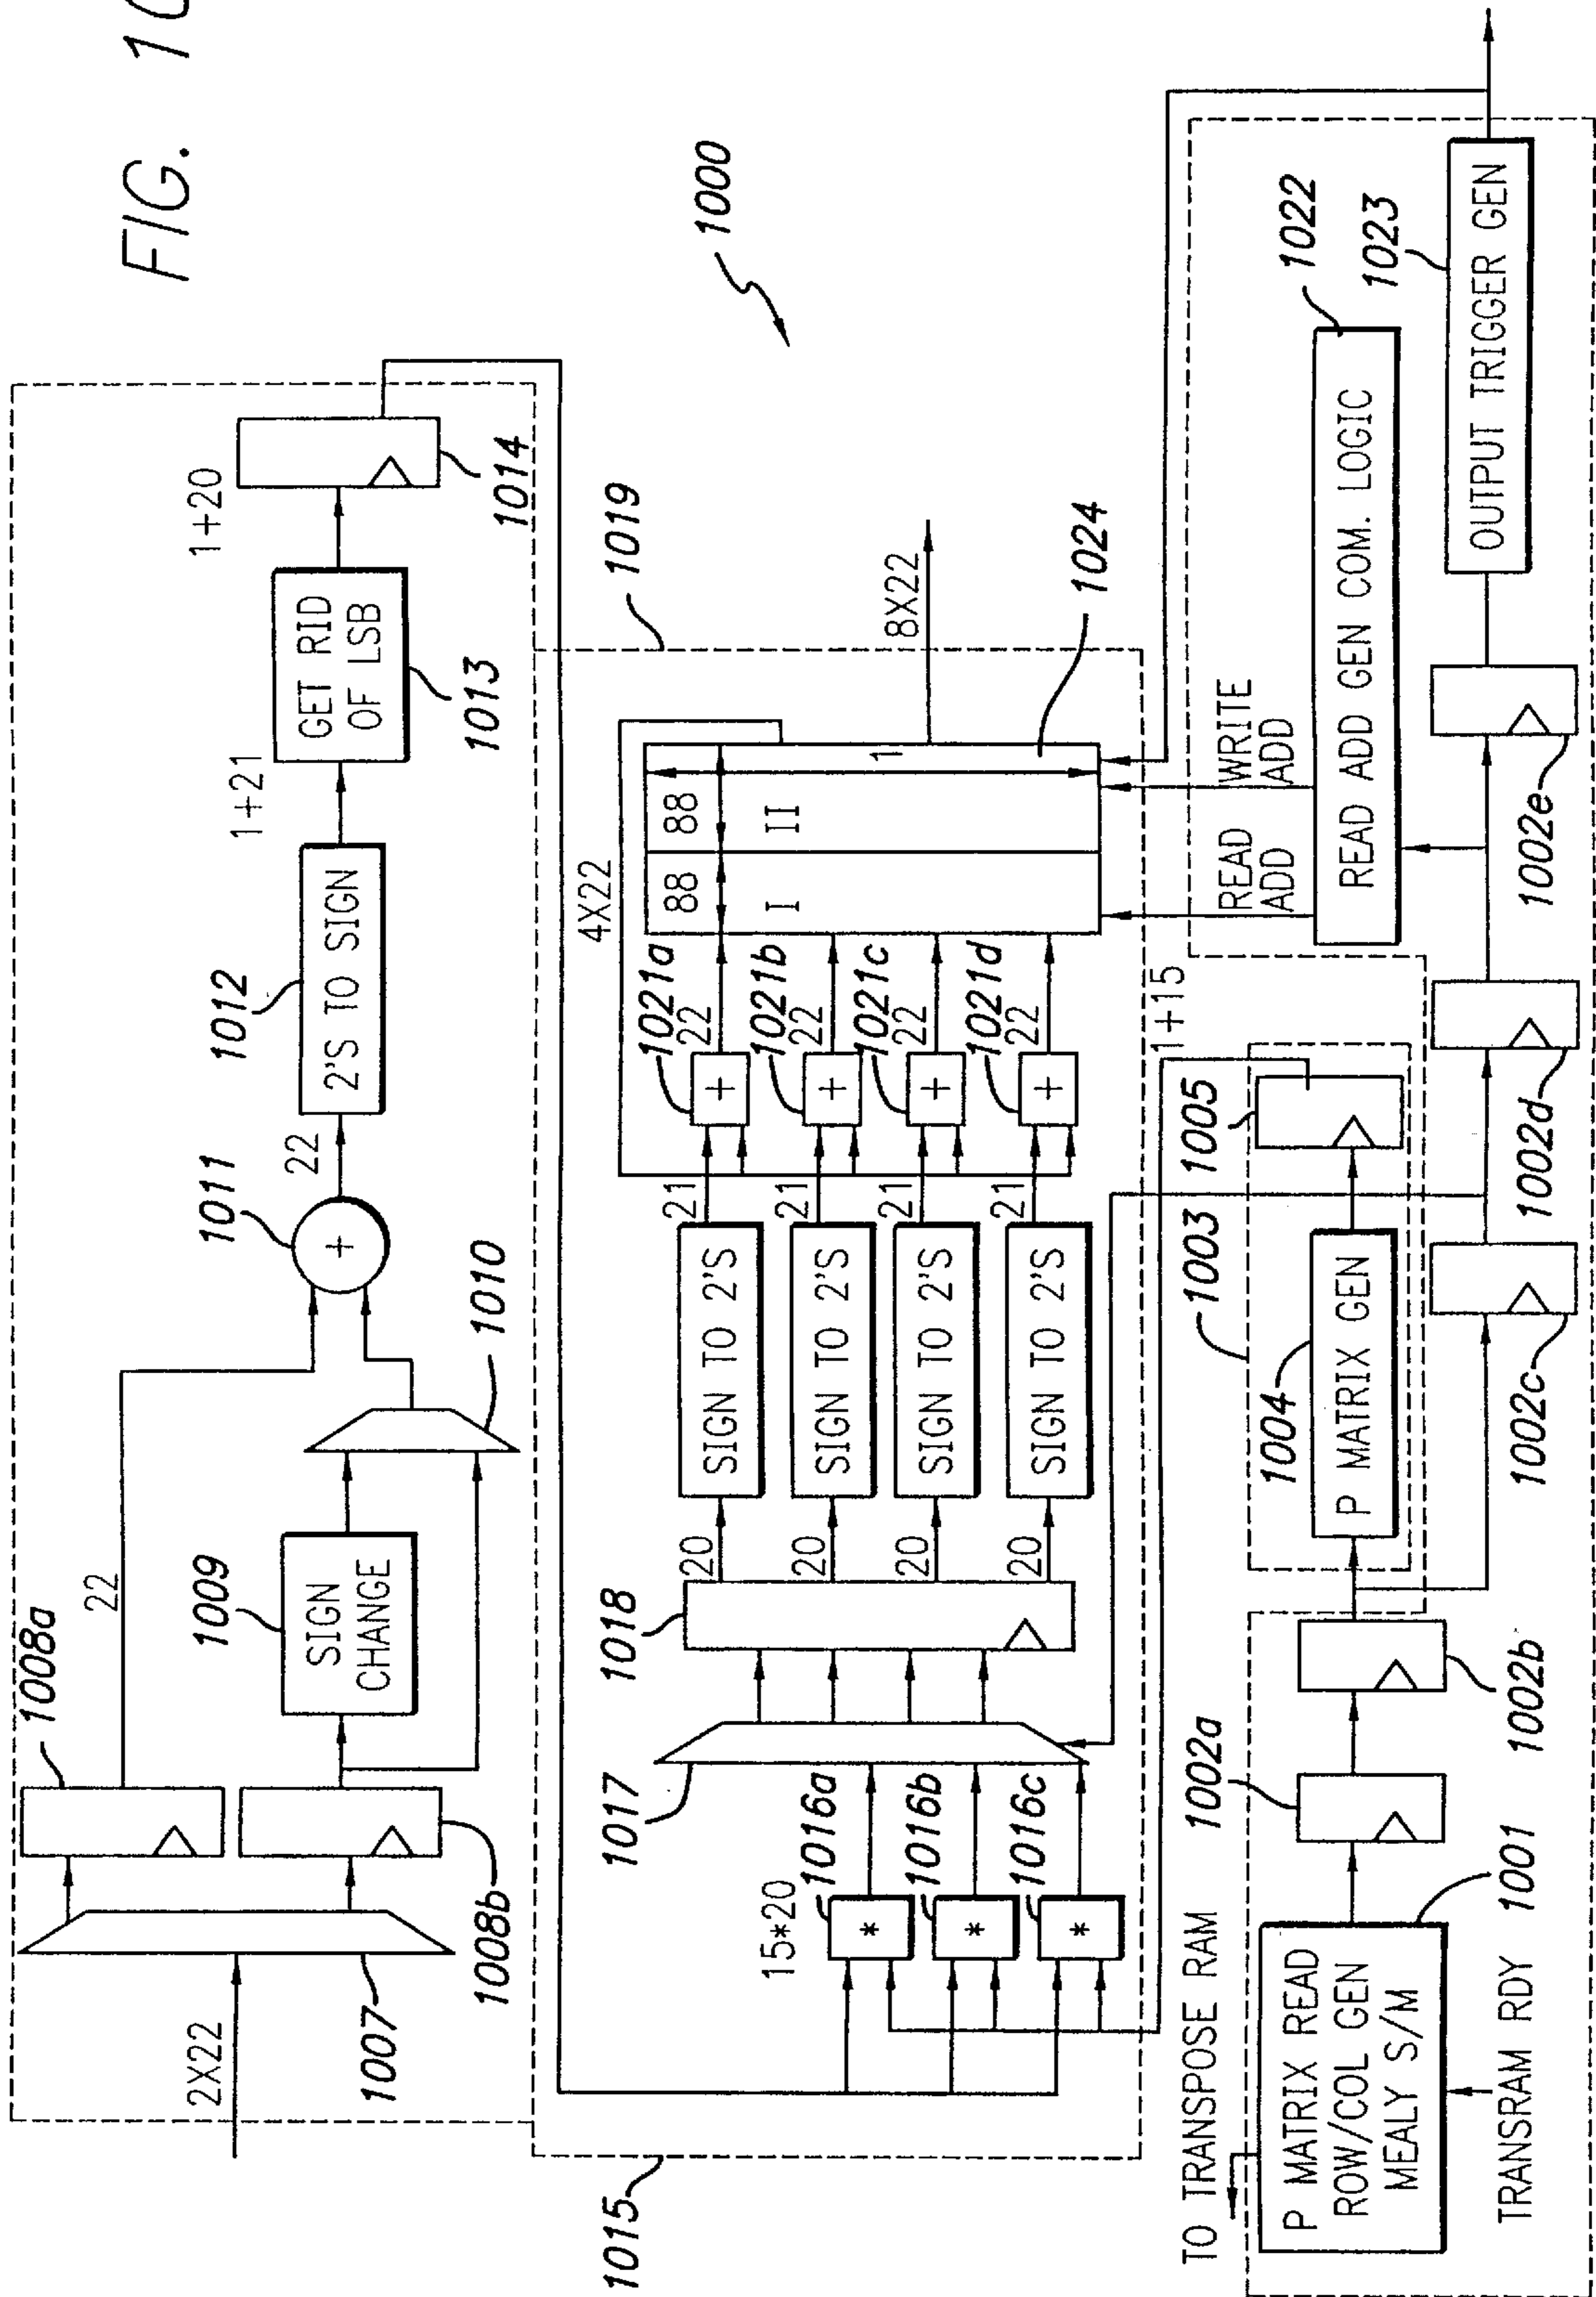 FIG. 10
1008a
22
1009
SIGN
CHANGE
1010
1011
22
1012
2'S TO SIGN
1+21
GET RID
OF LSB
1013
1+20
1014
2X22
1007
1008b
1000
1015
1017
15*20
1016a
*
1016b
*
1016c
*
1018
20
20
20
20
SIGN TO 2'S
SIGN TO 2'S
SIGN TO 2'S
SIGN TO 2'S
21
21
21
21
4X22
1021a
22
+
1021b
22
+
1021c
22
+
1021d
22
+
+
88
88
I
II
1
1019
8X22
1024
1+15
READ
ADD
WRITE
ADD
TO TRANSPOSE RAM
P MATRIX READ
ROW/COL GEN
MEALY S/M
TRANSRAM RDY
1001
1002a
1002b
1003
1004
P MATRIX GEN
1005
1002c
1002d
1002e
READ ADD GEN COM. LOGIC
1022
1023
OUTPUT TRIGGER GEN